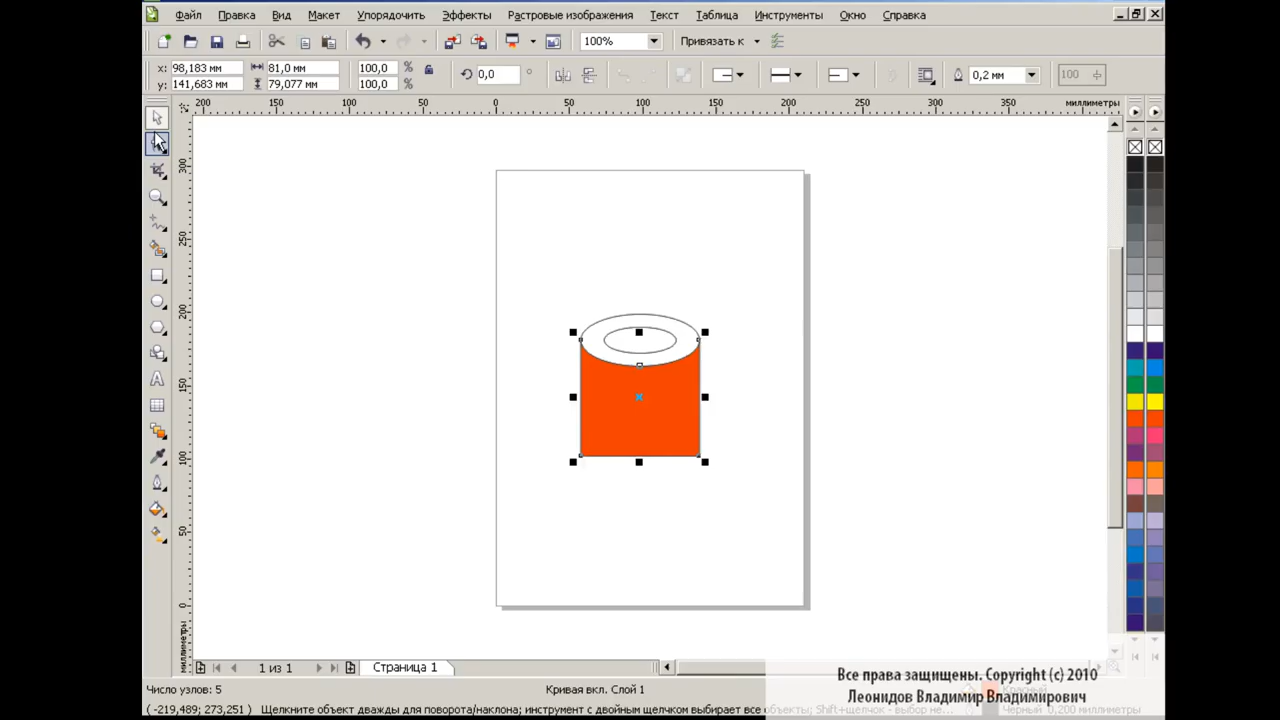 Файл Правка Вид Макет Упорядочить Эффекты Растровые изображения Текст Таблица Инструменты Окно Справка
100% Привязать к
x: 98,183 мм 81,0 мм 100,0 % 0,0 ° 0,2 мм 100
y: 141,683 мм 79,077 мм 100,0 %
200 150 100 50 0 50 100 150 200 250 300 350 миллиметры
300
250
200
150
100
50
0
миллиметры
1 из 1 Страница 1
Все права защищены. Copyright (c) 2010
Леонидов Владимир Владимирович
Число узлов: 5 Кривая вкл. Слой 1 Красный
(-219,489; 273,251) Щелкните объект дважды для поворота/наклона; инструмент с двойным щелчком выбирает все объекты; Shift+щелчок - выбор не... Черный 0,200 миллиметры